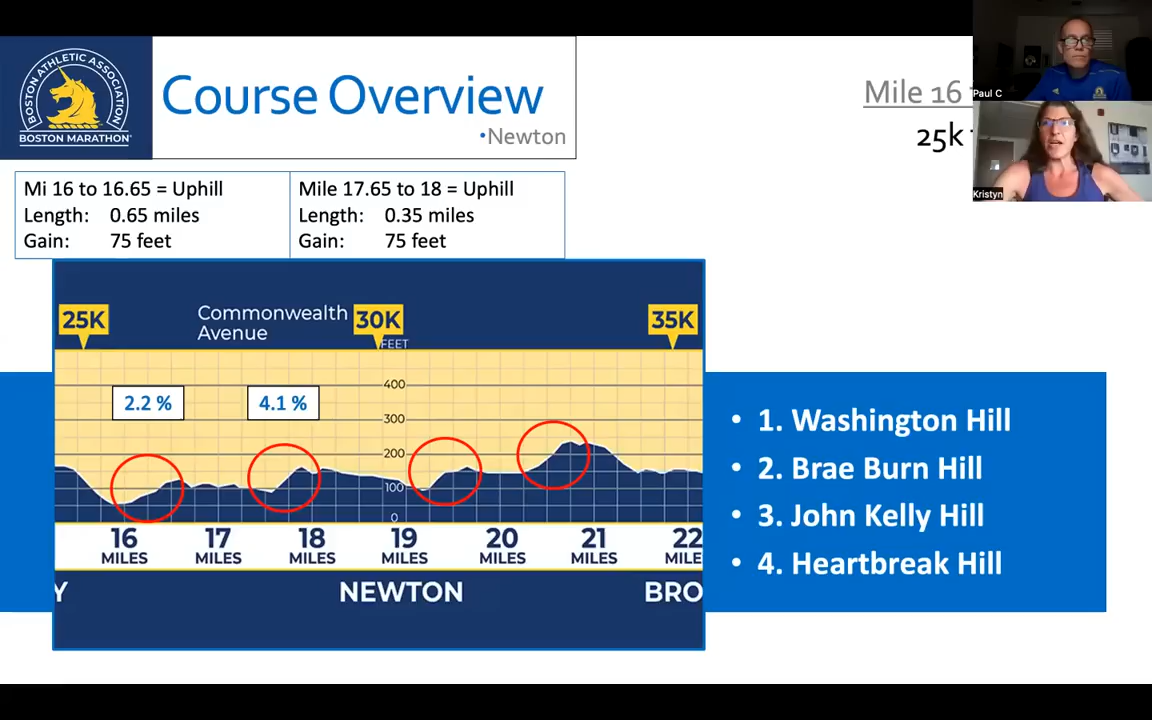 BOSTON ATHLETIC ASSOCIATION
BOSTON MARATHON
Course Overview
•Newton
Mile 16
25k
Paul C
Kristyn
Mi 16 to 16.65 = Uphill
Length: 0.65 miles
Gain: 75 feet
Mile 17.65 to 18 = Uphill
Length: 0.35 miles
Gain: 75 feet
25K
Commonwealth
Avenue
30K
35K
FEET
400
300
200
100
0
2.2 %
4.1 %
16 17 18 19 20 21 22
MILES MILES MILES MILES MILES MILES MILE
Y NEWTON BRO
• 1. Washington Hill
• 2. Brae Burn Hill
• 3. John Kelly Hill
• 4. Heartbreak Hill